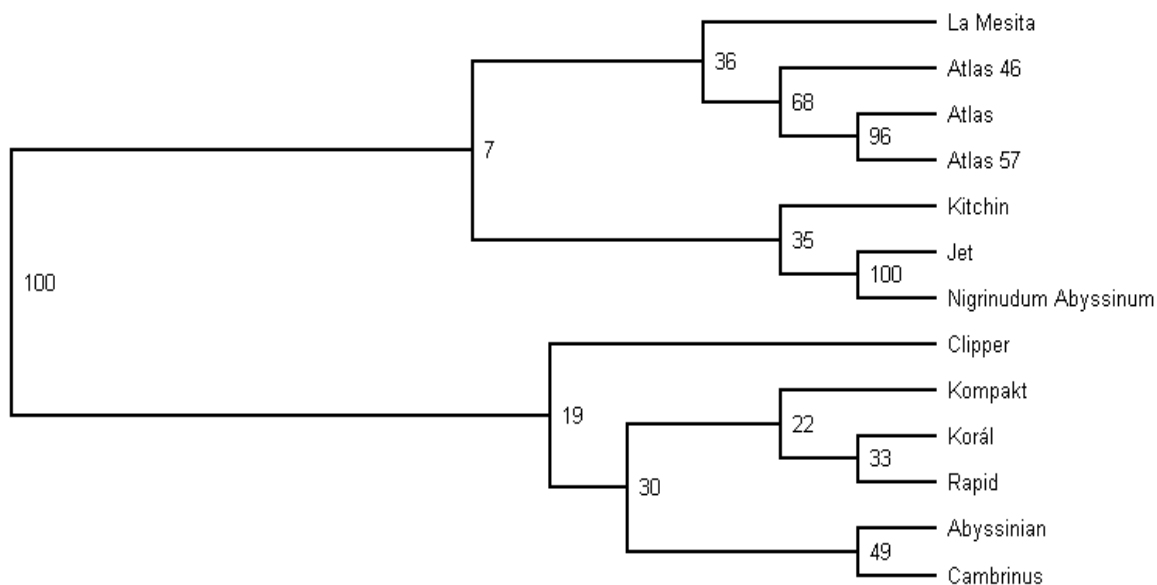 La Mesita
36
Atlas 46
68
Atlas
96
7
Atlas 57
Kitchin
35
Jet
100
100
Nigrinudum Abyssinum
Clipper
Kompakt
19
22
Korál
33
30
Rapid
Abyssinian
49
Cambrinus